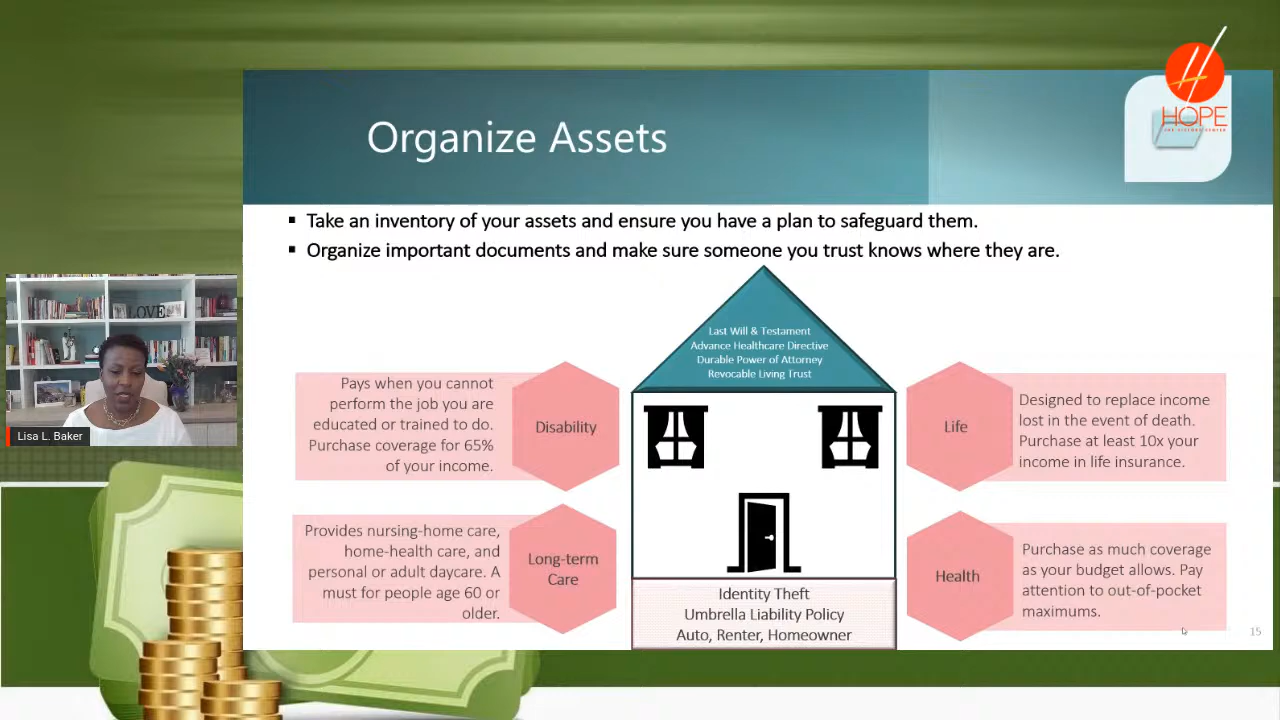 HOPE
Organize Assets
▪ Take an inventory of your assets and ensure you have a plan to safeguard them.
▪ Organize important documents and make sure someone you trust knows where they are.
Last Will & Testament
Advance Healthcare Directive
Durable Power of Attorney
Revocable Living Trust
Pays when you cannot
perform the job you are
educated or trained to do.
Purchase coverage for 65%
of your income.
Disability
Life
Designed to replace income
lost in the event of death.
Purchase at least 10x your
income in life insurance.
LOVE
Lisa L. Baker
Provides nursing-home care,
home-health care, and
personal or adult daycare. A
must for people age 60 or
older.
Long-term
Care
Health
Purchase as much coverage
as your budget allows. Pay
attention to out-of-pocket
maximums.
Identity Theft
Umbrella Liability Policy
Auto, Renter, Homeowner
15